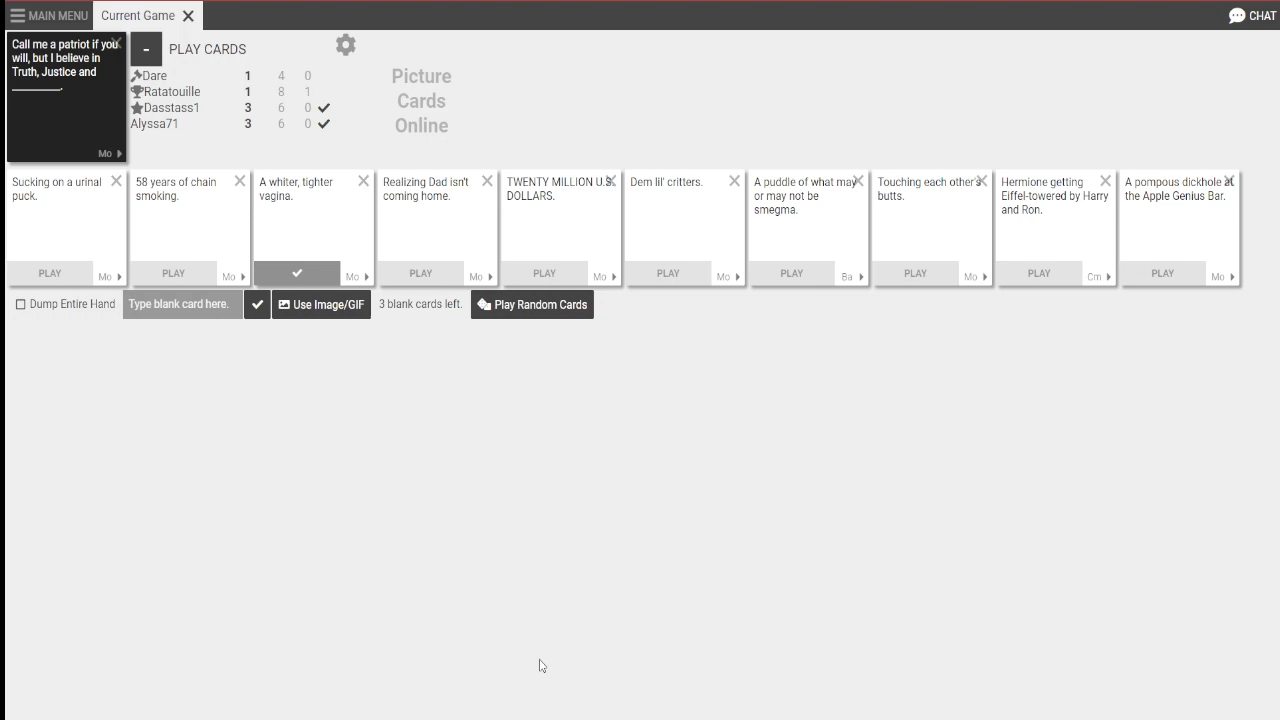 MAIN MENU
Current Game
CHAT
Call me a patriot if you
will, but I believe in
Truth, Justice and
________.
Mo
-
PLAY CARDS
Dare 1 4 0
Ratatouille 1 8 1
Dasstass1 3 6 0
Alyssa71 3 6 0
Picture
Cards
Online
Sucking on a urinal
puck.
PLAY
Mo
58 years of chain
smoking.
PLAY
Mo
A whiter, tighter
vagina.
Mo
Realizing Dad isn't
coming home.
PLAY
Mo
TWENTY MILLION U.S.
DOLLARS.
PLAY
Mo
Dem lil' critters.
PLAY
Mo
A puddle of what may
or may not be
smegma.
PLAY
Ba
Touching each other's
butts.
PLAY
Mo
Hermione getting
Eiffel-towered by Harry
and Ron.
PLAY
Cm
A pompous dickhole at
the Apple Genius Bar.
PLAY
Mo
Dump Entire Hand
Type blank card here.
Use Image/GIF
3 blank cards left.
Play Random Cards